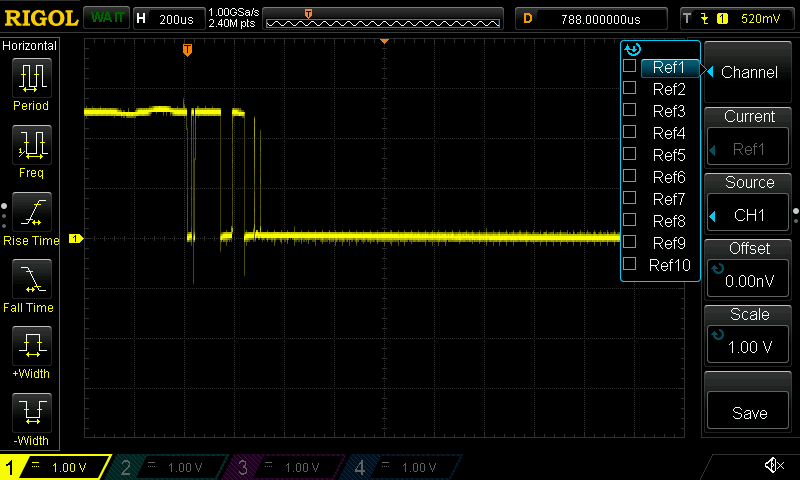 RIGOL WAIT H 200us 1.00GSa/s
2.40M pts
T
D 788.000000us T 1 520mV
Horizontal
Period
Freq
Rise Time
Fall Time
+Width
-Width
T
1
Ref1
Ref2
Ref3
Ref4
Ref5
Ref6
Ref7
Ref8
Ref9
Ref10
Channel
Current
Ref1
Source
CH1
Offset
0.00nV
Scale
1.00 V
Save
1 = 1.00 V 2 = 1.00 V 3 = 1.00 V 4 = 1.00 V